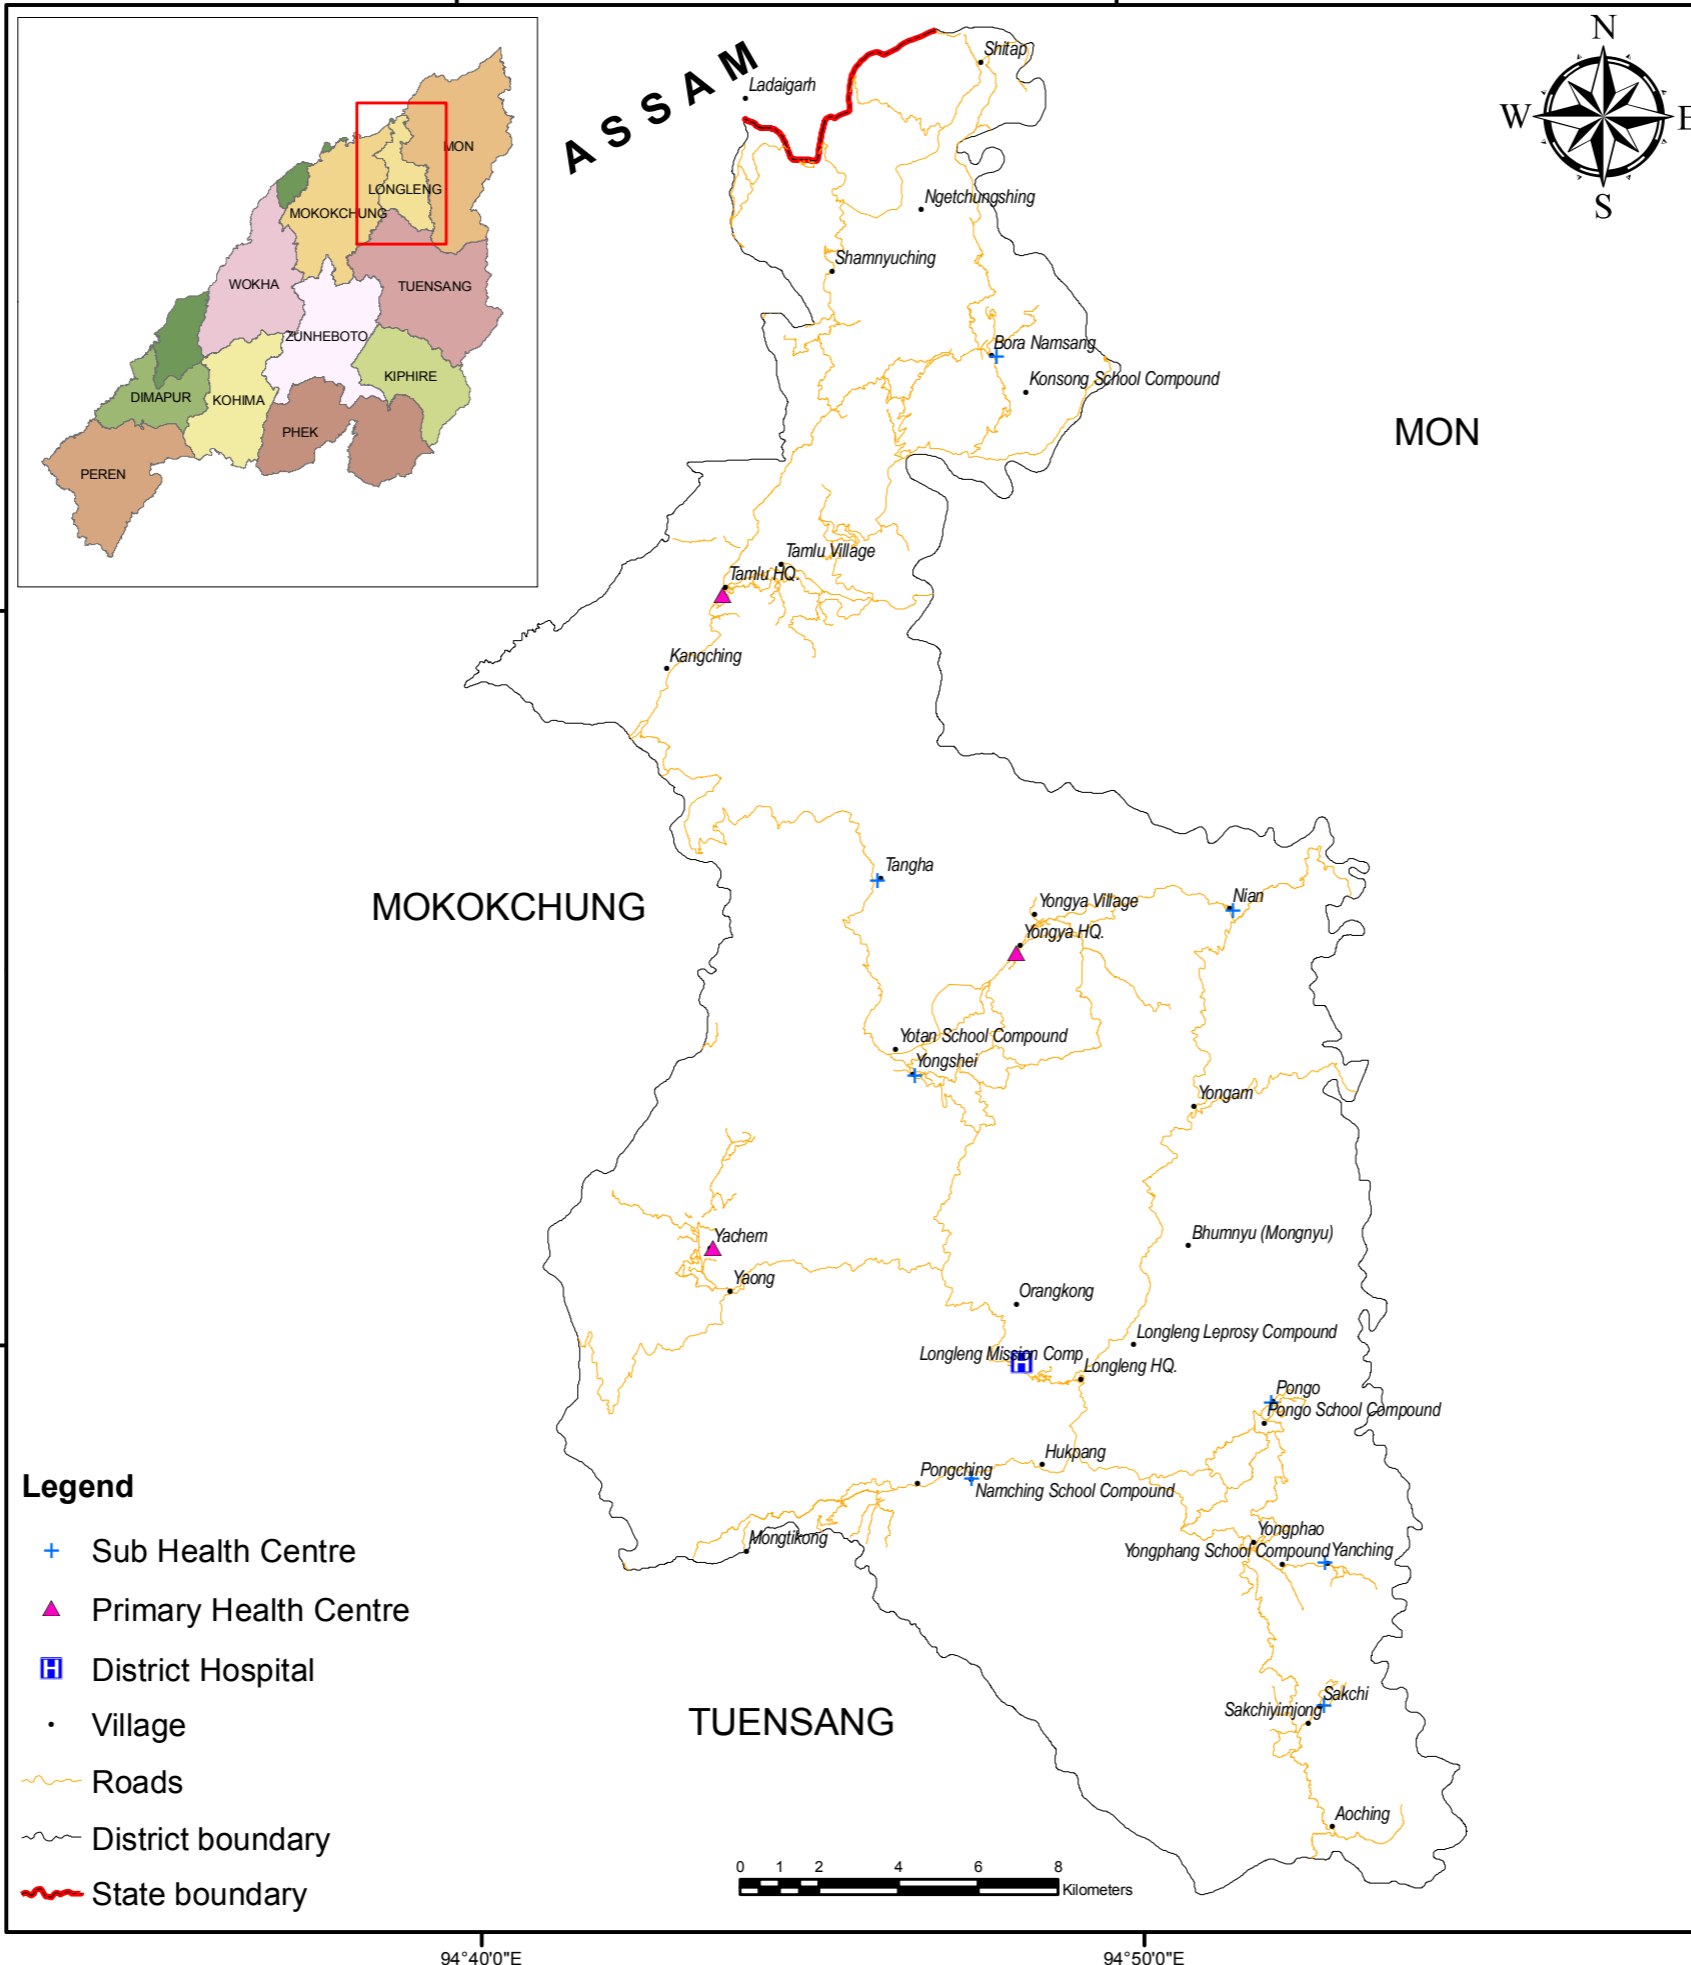 N
W
E
S
ASSAM
Ladaigarh
Shitap
MON
LONGLENG
MOKOKCHUNG
WOKHA
TUENSANG
ZUNHEBOTO
KIPHIRE
DIMAPUR
KOHIMA
PHEK
PEREN
Ngetchungshing
Shamnyuching
Bora Namsang
Konsong School Compound
MON
Tamlu Village
Tamlu HQ.
Kangching
Tangha
MOKOKCHUNG
Yongya Village
Nian
Yongya HQ.
Yotan School Compound
Yongshei
Yongam
Yachem
Bhumnyu (Mongnyu)
Yaong
Orangkong
Longleng Leprosy Compound
Longleng Mission Comp
Longleng HQ.
Pongo
Pongo School Compound
Hukpang
Pongching
Namching School Compound
Mongtikong
Yongphao
Yongphang School Compound
Yanching
Sakchi
Sakchiyimjong
TUENSANG
Aoching
Legend
Sub Health Centre
Primary Health Centre
H District Hospital
Village
Roads
District boundary
State boundary
0 1 2 4 6 8
Kilometers
94°40'0"E 94°50'0"E